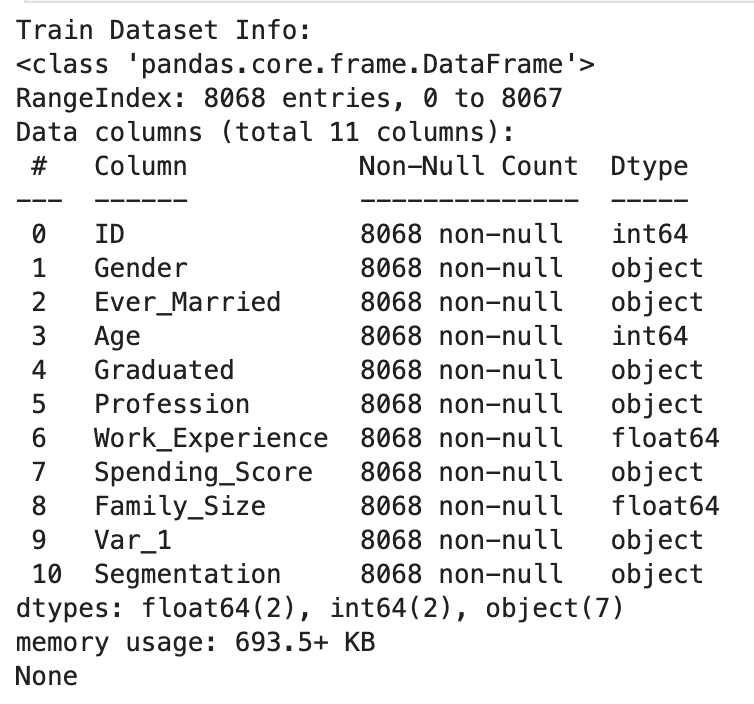 Train Dataset Info:
<class 'pandas.core.frame.DataFrame'>
RangeIndex: 8068 entries, 0 to 8067
Data columns (total 11 columns):
 #   Column           Non-Null Count  Dtype
---  ------           --------------  -----
 0   ID               8068 non-null   int64
 1   Gender           8068 non-null   object
 2   Ever_Married     8068 non-null   object
 3   Age              8068 non-null   int64
 4   Graduated        8068 non-null   object
 5   Profession       8068 non-null   object
 6   Work_Experience  8068 non-null   float64
 7   Spending_Score   8068 non-null   object
 8   Family_Size      8068 non-null   float64
 9   Var_1            8068 non-null   object
 10  Segmentation     8068 non-null   object
dtypes: float64(2), int64(2), object(7)
memory usage: 693.5+ KB
None